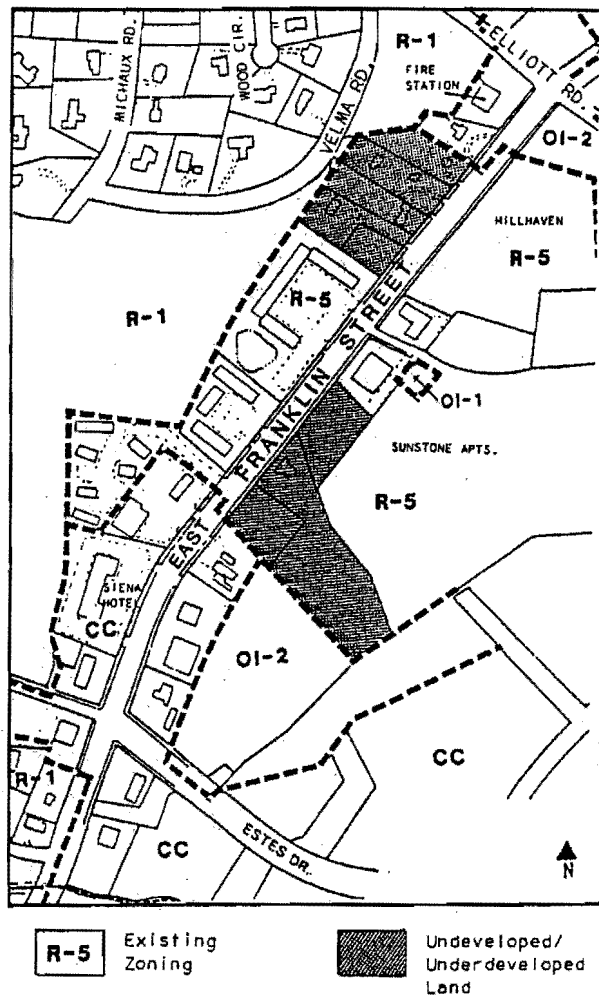 MICHAUX RD.
WOOD CIR.
VELMA RD.
R-1
FIRE
STATION
ELLIOTT RD.
OI-2
HILLHAVEN
R-5
R-5
R-1
EAST FRANKLIN STREET
OI-1
SUNSTONE APTS.
R-5
SIENA
HOTEL
CC
OI-2
R-1
CC
CC
ESTES DR.
N
R-5
Existing
Zoning
Undeveloped/
Underdeveloped
Land